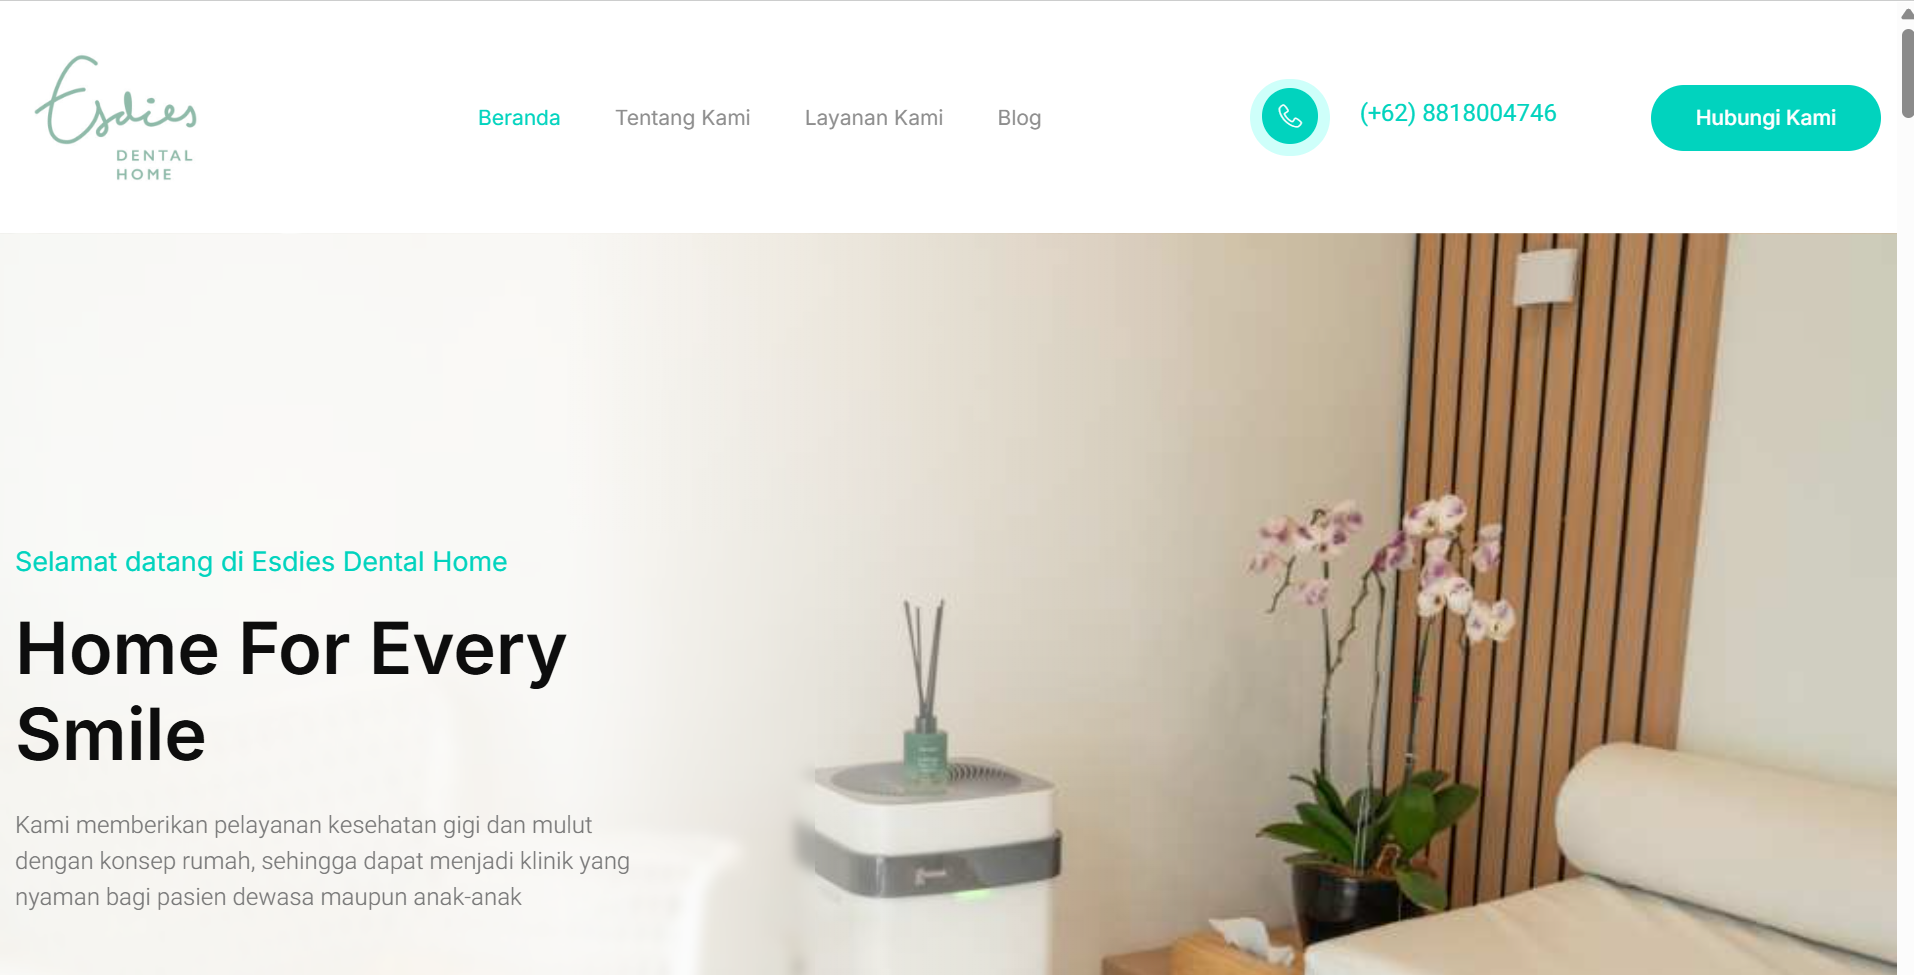 Esdies
DENTAL
HOME
Beranda
Tentang Kami
Layanan Kami
Blog
(+62) 8818004746
Hubungi Kami
Selamat datang di Esdies Dental Home
Home For Every
Smile
Kami memberikan pelayanan kesehatan gigi dan mulut
dengan konsep rumah, sehingga dapat menjadi klinik yang
nyaman bagi pasien dewasa maupun anak-anak